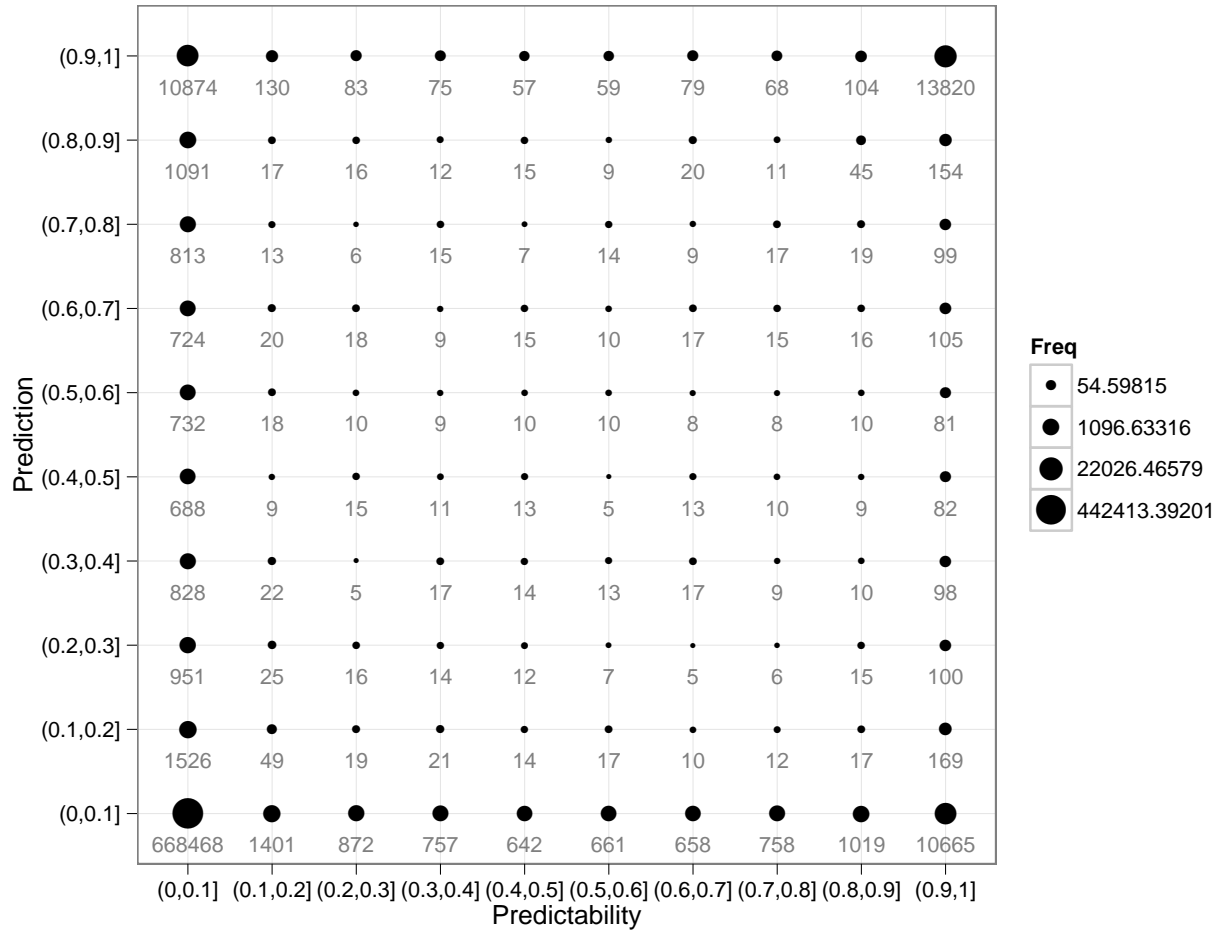 (0.9,1]
10874 130 83 75 57 59 79 68 104 13820
(0.8,0.9]
1091 17 16 12 15 9 20 11 45 154
(0.7,0.8]
813 13 6 15 7 14 9 17 19 99
(0.6,0.7]
724 20 18 9 15 10 17 15 16 105
(0.5,0.6]
732 18 10 9 10 10 8 8 10 81
(0.4,0.5]
688 9 15 11 13 5 13 10 9 82
(0.3,0.4]
828 22 5 17 14 13 17 9 10 98
(0.2,0.3]
951 25 16 14 12 7 5 6 15 100
(0.1,0.2]
1526 49 19 21 14 17 10 12 17 169
(0,0.1]
668468 1401 872 757 642 661 658 758 1019 10665
(0,0.1] (0.1,0.2] (0.2,0.3] (0.3,0.4] (0.4,0.5] (0.5,0.6] (0.6,0.7] (0.7,0.8] (0.8,0.9] (0.9,1]
Predictability
Prediction
Freq
54.59815
1096.63316
22026.46579
442413.39201